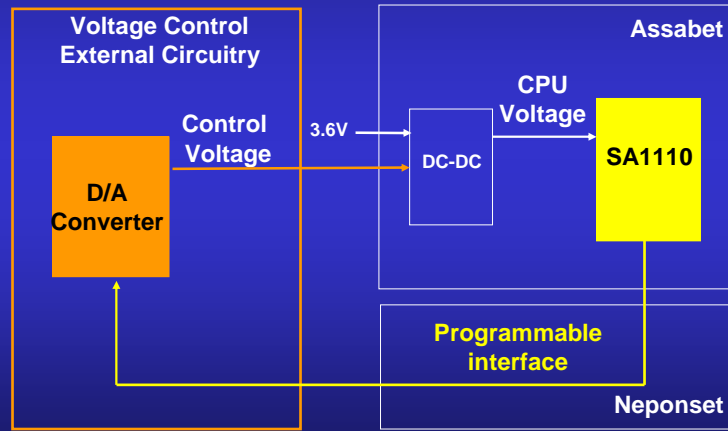 Voltage Control
External Circuitry
Assabet
CPU
Voltage
Control
Voltage
3.6V
DC-DC
SA1110
D/A
Converter
Programmable
interface
Neponset